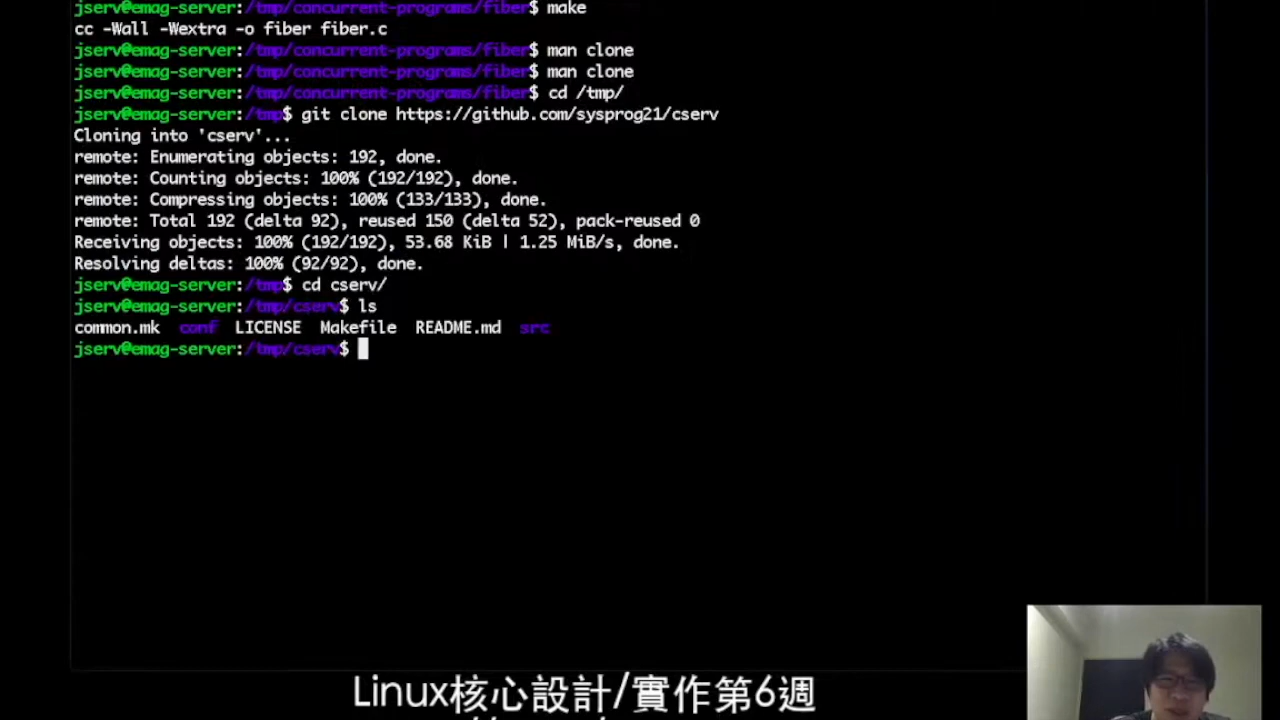 jserv@emag-server:/tmp/concurrent-programs/fiber$ make
cc -Wall -Wextra -o fiber fiber.c
jserv@emag-server:/tmp/concurrent-programs/fiber$ man clone
jserv@emag-server:/tmp/concurrent-programs/fiber$ man clone
jserv@emag-server:/tmp/concurrent-programs/fiber$ cd /tmp/
jserv@emag-server:/tmp$ git clone https://github.com/sysprog21/cserv
Cloning into 'cserv'...
remote: Enumerating objects: 192, done.
remote: Counting objects: 100% (192/192), done.
remote: Compressing objects: 100% (133/133), done.
remote: Total 192 (delta 92), reused 150 (delta 52), pack-reused 0
Receiving objects: 100% (192/192), 53.68 KiB | 1.25 MiB/s, done.
Resolving deltas: 100% (92/92), done.
jserv@emag-server:/tmp$ cd cserv/
jserv@emag-server:/tmp/cserv$ ls
common.mk conf LICENSE Makefile README.md src
jserv@emag-server:/tmp/cserv$
Linux核心設計/實作第6週